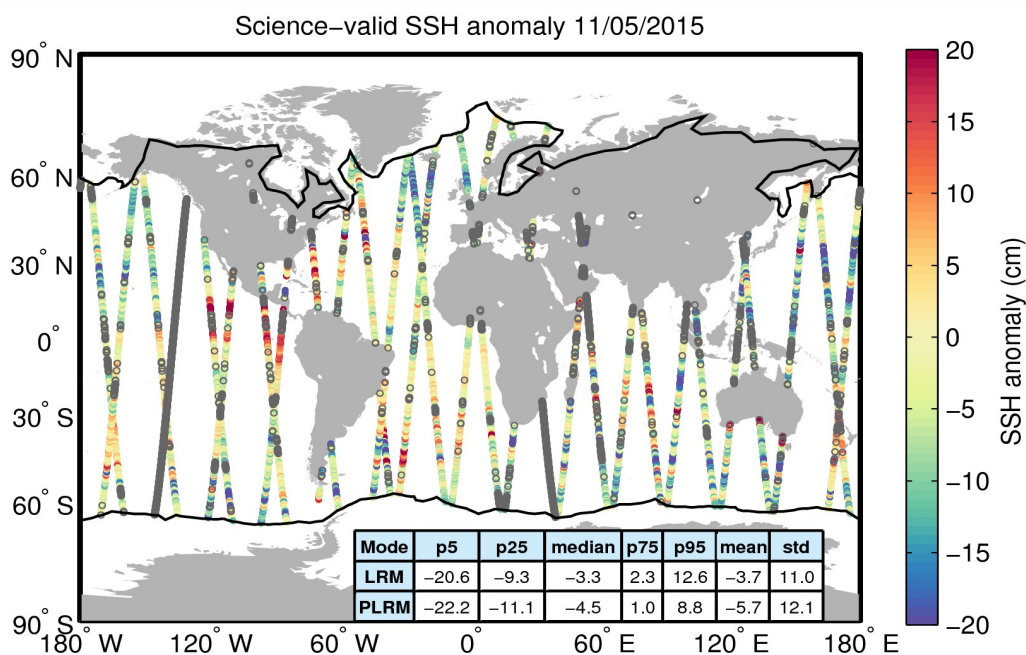 Science−valid SSH anomaly 11/05/2015
90° N
60° N
30° N
0°
30° S
60° S
90° S
180° W
120° W
60° W
0°
60° E
120° E
180° E
20
15
10
5
0
−5
−10
−15
−20
SSH anomaly (cm)
Mode p5 p25 median p75 p95 mean std
LRM −20.6 −9.3 −3.3 2.3 12.6 −3.7 11.0
PLRM −22.2 −11.1 −4.5 1.0 8.8 −5.7 12.1